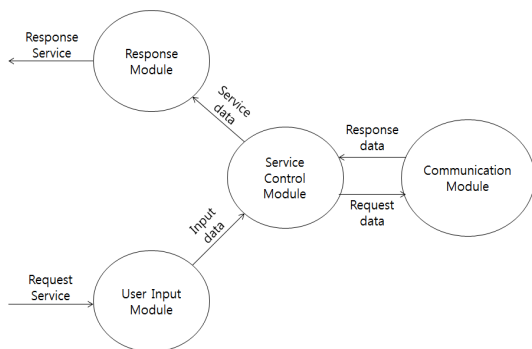 Response
Service
Response
Module
Service
data
Response
data
Service
Control
Module
Communication
Module
Request
data
Input
data
Request
Service
User Input
Module